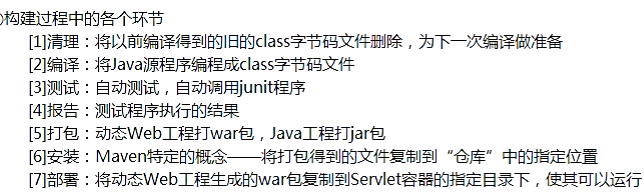 构建过程中的各个环节
[1]清理：将以前编译得到的旧的class字节码文件删除，为下一次编译做准备
[2]编译：将Java源程序编程成class字节码文件
[3]测试：自动测试，自动调用junit程序
[4]报告：测试程序执行的结果
[5]打包：动态Web工程打war包，Java工程打jar包
[6]安装：Maven特定的概念——将打包得到的文件复制到“仓库”中的指定位置
[7]部署：将动态Web工程生成的war包复制到Servlet容器的指定目录下，使其可以运行